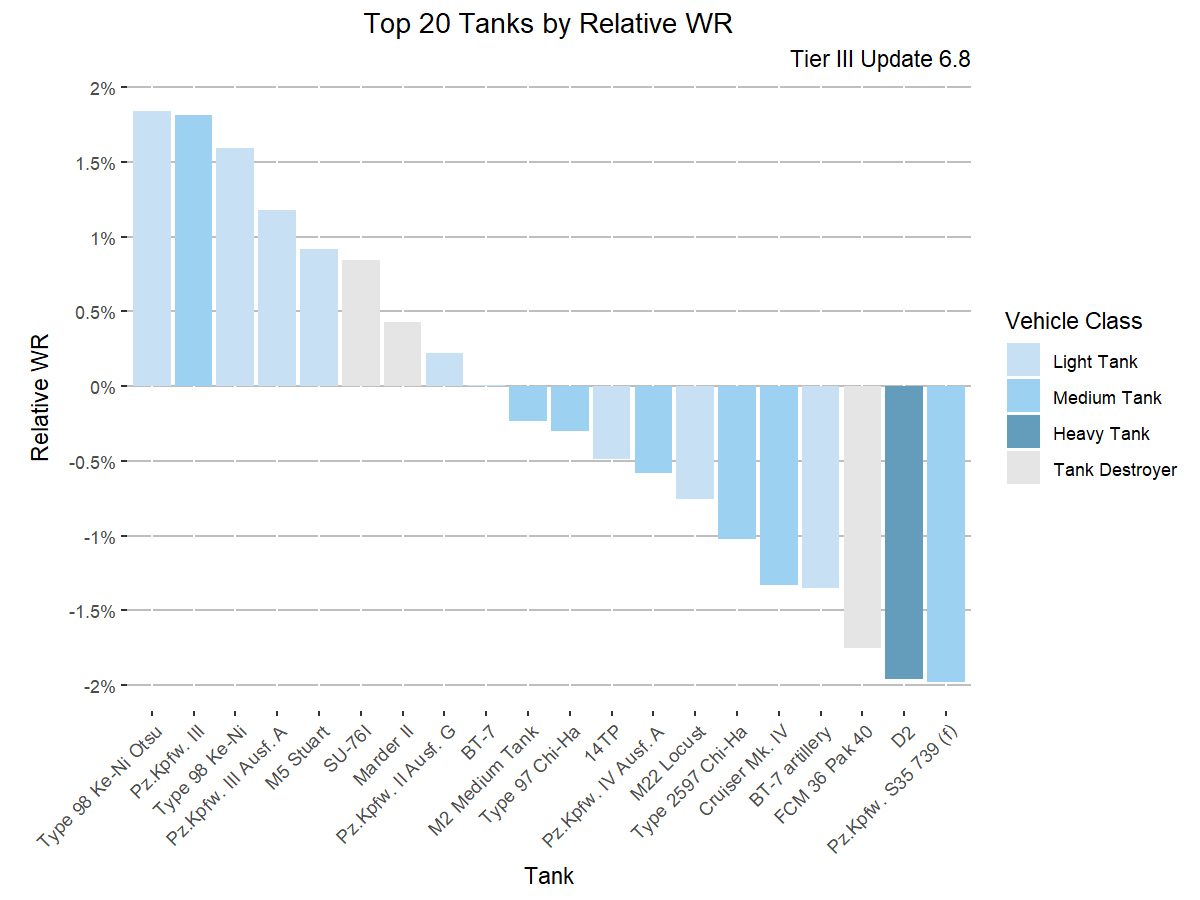 Top 20 Tanks by Relative WR
Tier III Update 6.8
2%
1.5%
1%
0.5%
0%
-0.5%
-1%
-1.5%
-2%
Relative WR
Type 98 Ke-Ni Otsu
Pz.Kpfw. III
Type 98 Ke-Ni
Pz.Kpfw. III Ausf. A
M5 Stuart
SU-76I
Marder II
Pz.Kpfw. II Ausf. G
BT-7
M2 Medium Tank
Type 97 Chi-Ha
14TP
Pz.Kpfw. IV Ausf. A
M22 Locust
Type 2597 Chi-Ha
Cruiser Mk. IV
BT-7 artillery
FCM 36 Pak 40
D2
Pz.Kpfw. S35 739 (f)
Tank
Vehicle Class
Light Tank
Medium Tank
Heavy Tank
Tank Destroyer